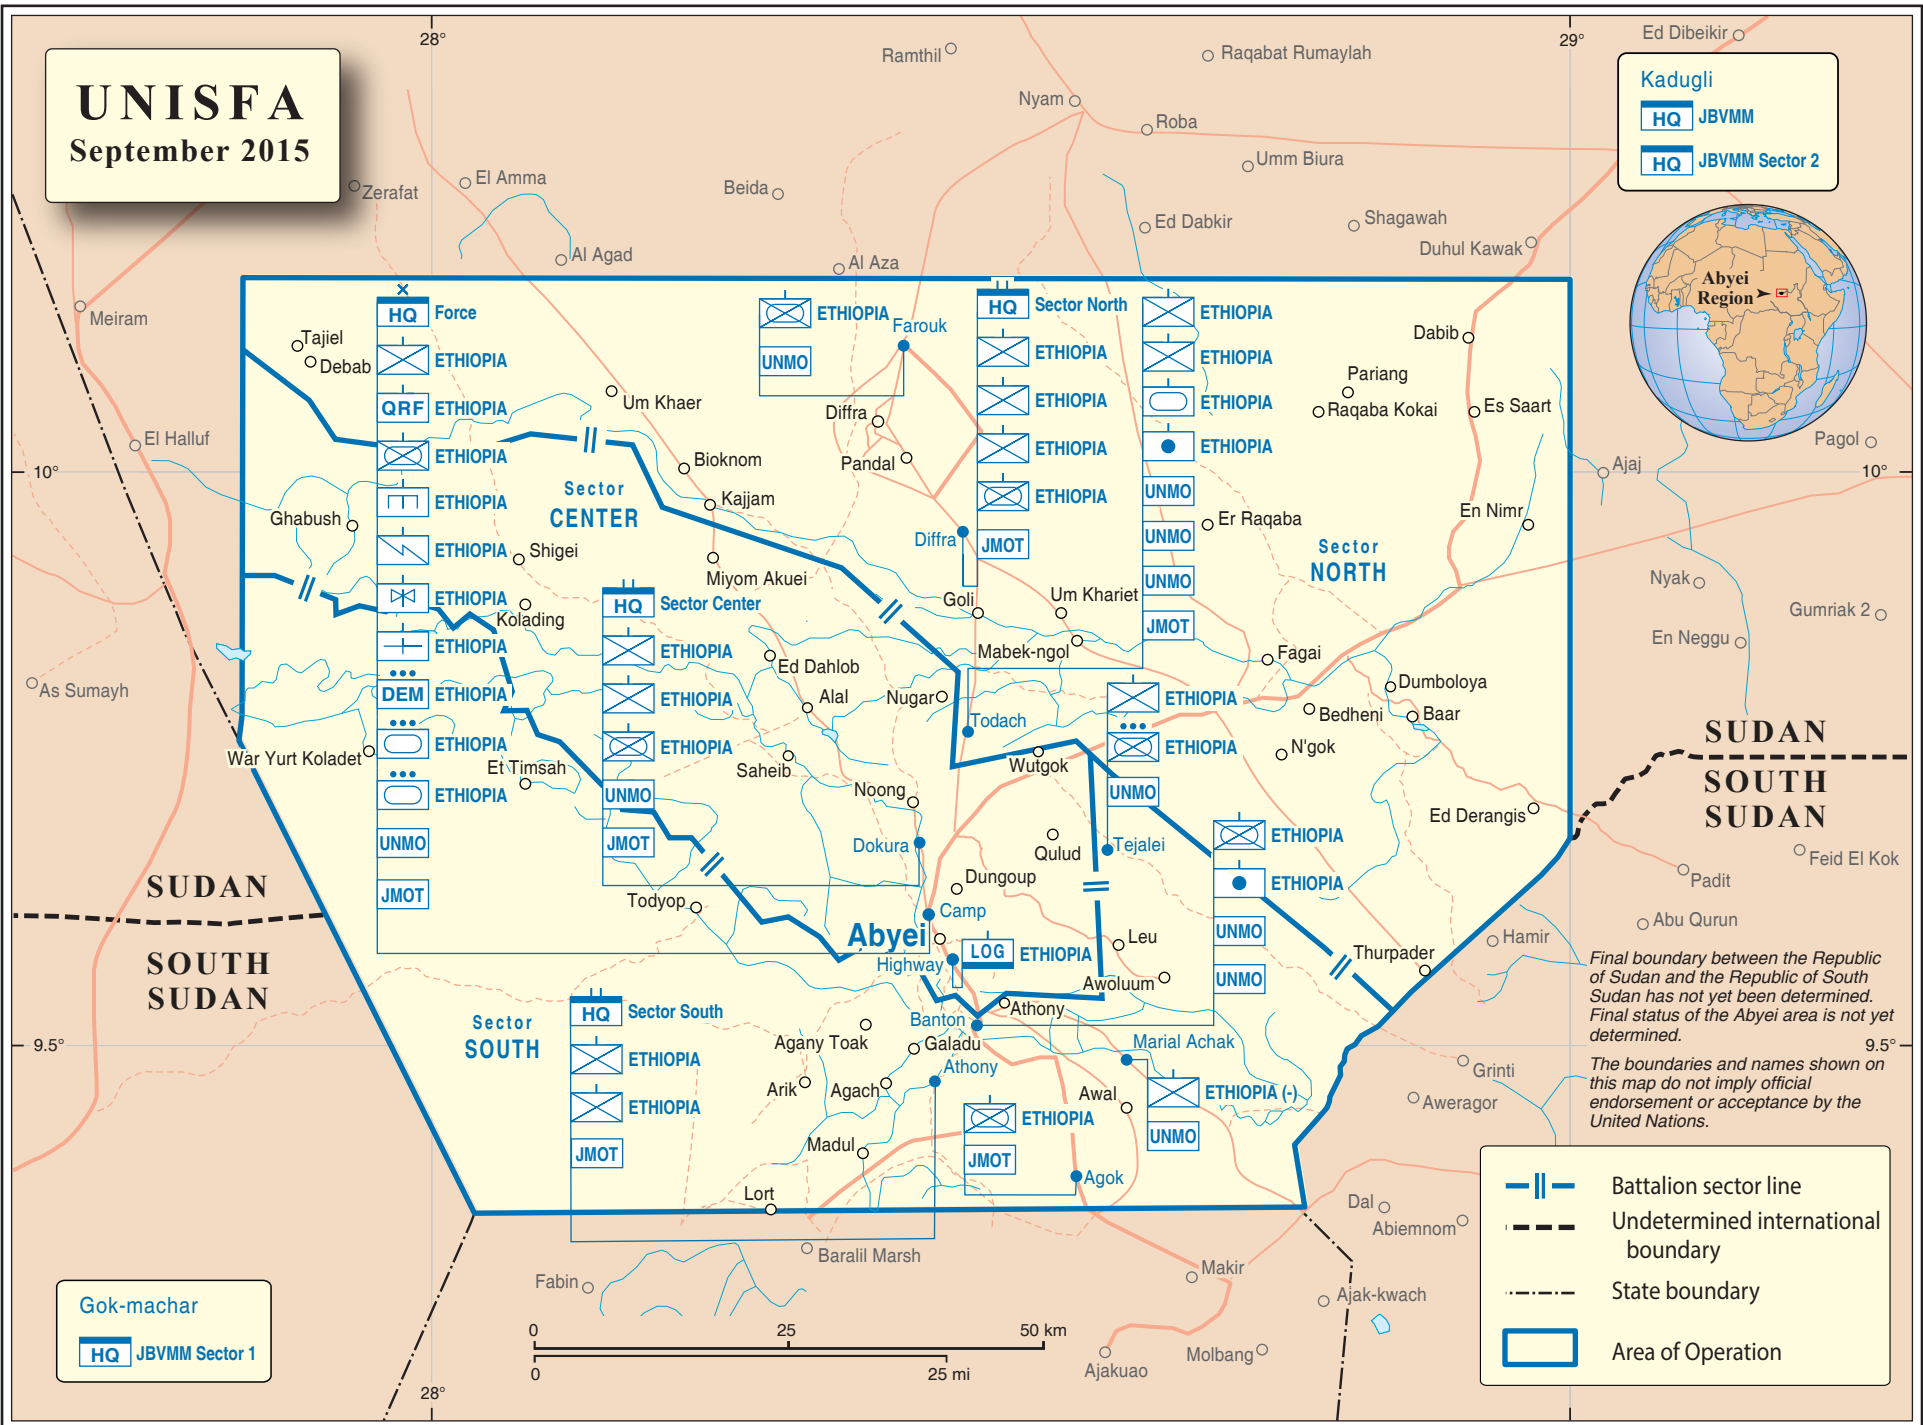 UNISFA
September 2015
28°
29°
Ramthil
Raqabat Rumaylah
Ed Dibeikir
Kadugli
HQ JBVMM
HQ JBVMM Sector 2
Nyam
Roba
Umm Biura
Zerafat
El Amma
Beida
Ed Dabkir
Shagawah
Duhul Kawak
Al Agad
Al Aza
Abyei
Region
Meiram
El Halluf
10°
10°
As Sumayh
Pagol
Ajaj
Nyak
Gumriak 2
En Neggu
HQ Force
ETHIOPIA
QRF ETHIOPIA
ETHIOPIA
ETHIOPIA
ETHIOPIA
ETHIOPIA
ETHIOPIA
DEM ETHIOPIA
ETHIOPIA
ETHIOPIA
UNMO
JMOT
Tajiel
Debab
Um Khaer
Bioknom
Kajjam
Sector
CENTER
Ghabush
Shigei
Miyom Akuei
Kolading
ETHIOPIA
UNMO
Farouk
Diffra
Pandal
HQ Sector North
ETHIOPIA
ETHIOPIA
ETHIOPIA
ETHIOPIA
JMOT
Diffra
ETHIOPIA
ETHIOPIA
ETHIOPIA
ETHIOPIA
UNMO
UNMO
UNMO
JMOT
Dabib
Pariang
Raqaba Kokai
Es Saart
En Nimr
Er Raqaba
Sector
NORTH
Goli
Um Khariet
Mabek-ngol
Fagai
Dumboloya
Bedheni
Baar
N'gok
Ed Derangis
HQ Sector Center
ETHIOPIA
ETHIOPIA
ETHIOPIA
UNMO
JMOT
Ed Dahlob
Alal
Nugar
Saheib
Noong
Dokura
Todach
Wutgok
ETHIOPIA
ETHIOPIA
UNMO
Tejalei
Qulud
Dungoup
War Yurt Koladet
Et Timsah
Todyop
Camp
Abyei
Highway
LOG ETHIOPIA
Leu
Awoluum
Athony
Banton
ETHIOPIA
ETHIOPIA
UNMO
UNMO
Thurpader
SUDAN
SOUTH
SUDAN
SUDAN
SOUTH
SUDAN
Feid El Kok
Padit
Abu Qurun
Hamir
Final boundary between the Republic
of Sudan and the Republic of South
Sudan has not yet been determined.
Final status of the Abyei area is not yet
determined.
The boundaries and names shown on
this map do not imply official
endorsement or acceptance by the
United Nations.
9.5°
9.5°
Sector
SOUTH
HQ Sector South
ETHIOPIA
ETHIOPIA
JMOT
Agany Toak
Galadu
Arik
Agach
Athony
Madul
Lort
Marial Achak
ETHIOPIA (-)
UNMO
Awal
ETHIOPIA
JMOT
Agok
Grinti
Aweragor
Dal
Abiemnom
Baralil Marsh
Fabin
Makir
Ajak-kwach
Ajakuao
Molbang
Battalion sector line
Undetermined international
boundary
State boundary
Area of Operation
Gok-machar
HQ JBVMM Sector 1
0 25 50 km
0 25 mi
28°